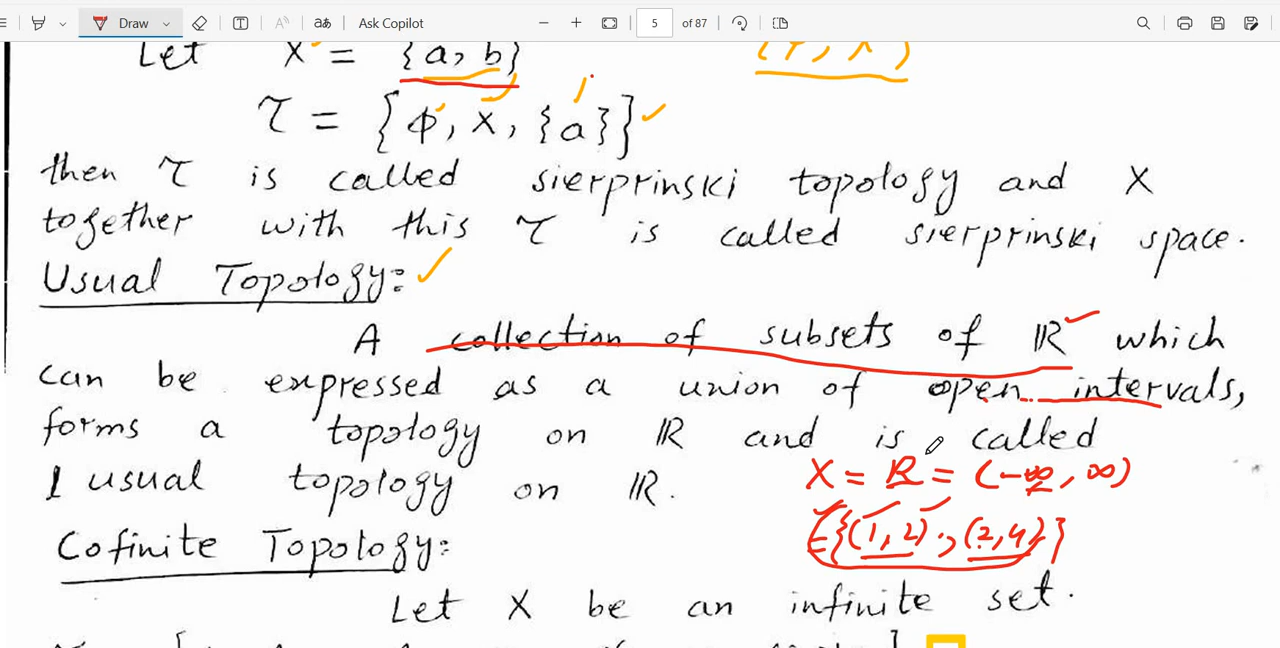 Draw
Ask Copilot
5 of 87
Let X = {a, b}
τ = {φ, X, {a}}
then τ is called sierprinski topology and X
together with this τ is called sierprinski space.
Usual Topology:
A collection of subsets of ℝ which
can be expressed as a union of open intervals,
forms a topology on ℝ and is called
usual topology on ℝ.
X = ℝ = (-∞, ∞)
{(1, 2), (2, 4)}
Cofinite Topology:
Let X be an infinite set.